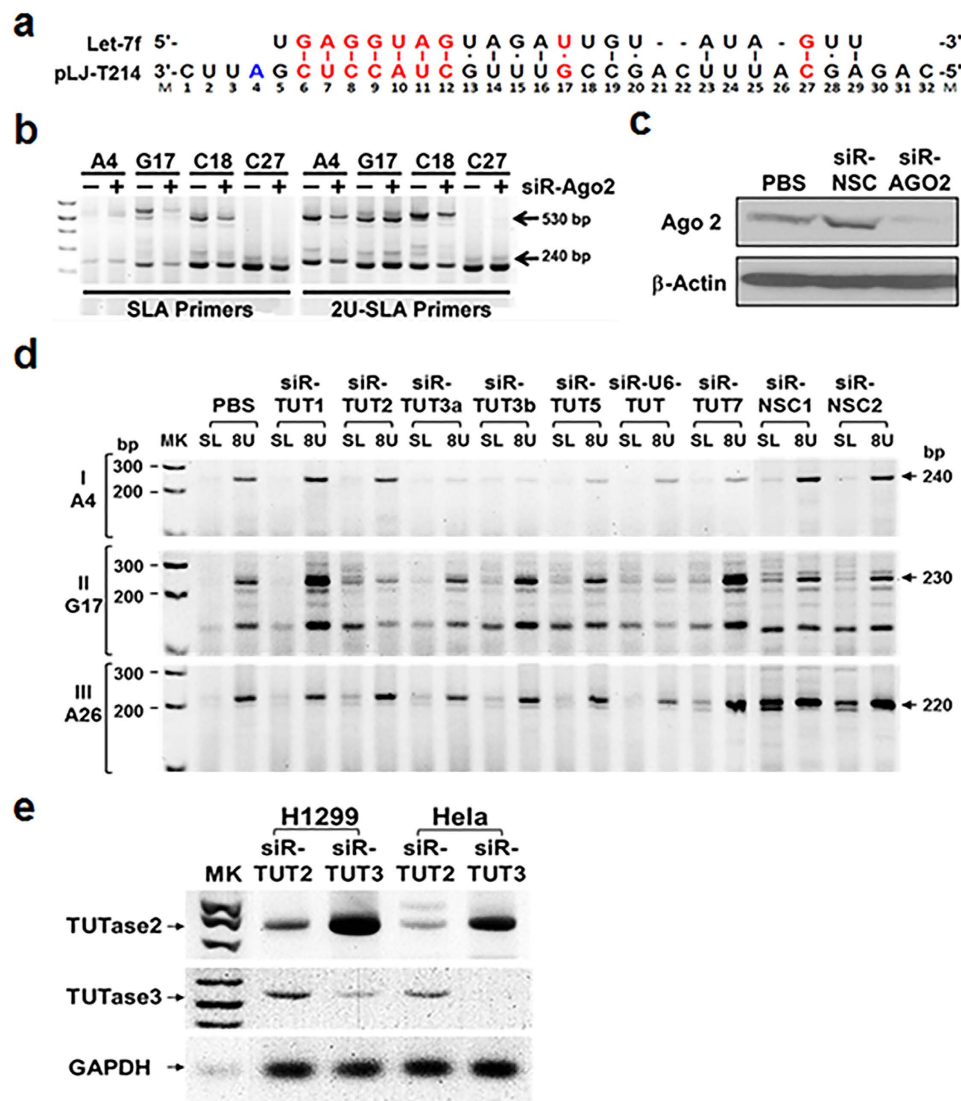 a
Let-7f 5'- U G A G G U A G U A G A U U G U - - A U A - G U U -3'
pLJ-T214 3'- C U U A G C U C C A U C G U U U G C C G A C U U U A C G A G A C -5'
M 1 2 3 4 5 6 7 8 9 10 11 12 13 14 15 16 17 18 19 20 21 22 23 24 25 26 27 28 29 30 31 32 M
b
A4 G17 C18 C27 A4 G17 C18 C27
− + − + − + − + − + − + − + − + siR-Ago2
530 bp
240 bp
SLA Primers 2U-SLA Primers
c
PBS siR-NSC siR-AGO2
Ago 2
β-Actin
d
PBS siR-TUT1 siR-TUT2 siR-TUT3a siR-TUT3b siR-TUT5 siR-U6-TUT siR-TUT7 siR-NSC1 siR-NSC2
bp MK SL 8U SL 8U SL 8U SL 8U SL 8U SL 8U SL 8U SL 8U SL 8U SL 8U bp
I A4 300 200 240
II G17 300 200 230
III A26 300 200 220
e
H1299 Hela
MK siR-TUT2 siR-TUT3 siR-TUT2 siR-TUT3
TUTase2
TUTase3
GAPDH